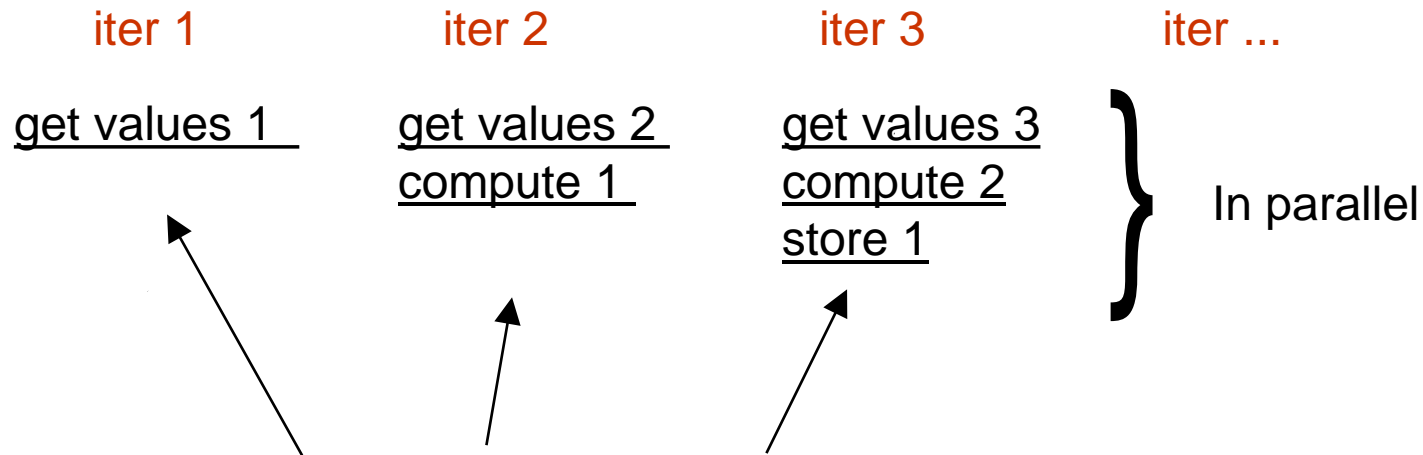 iter 1 iter 2 iter 3 iter ...
get values 1 get values 2 get values 3
compute 1 compute 2
In parallel
store 1